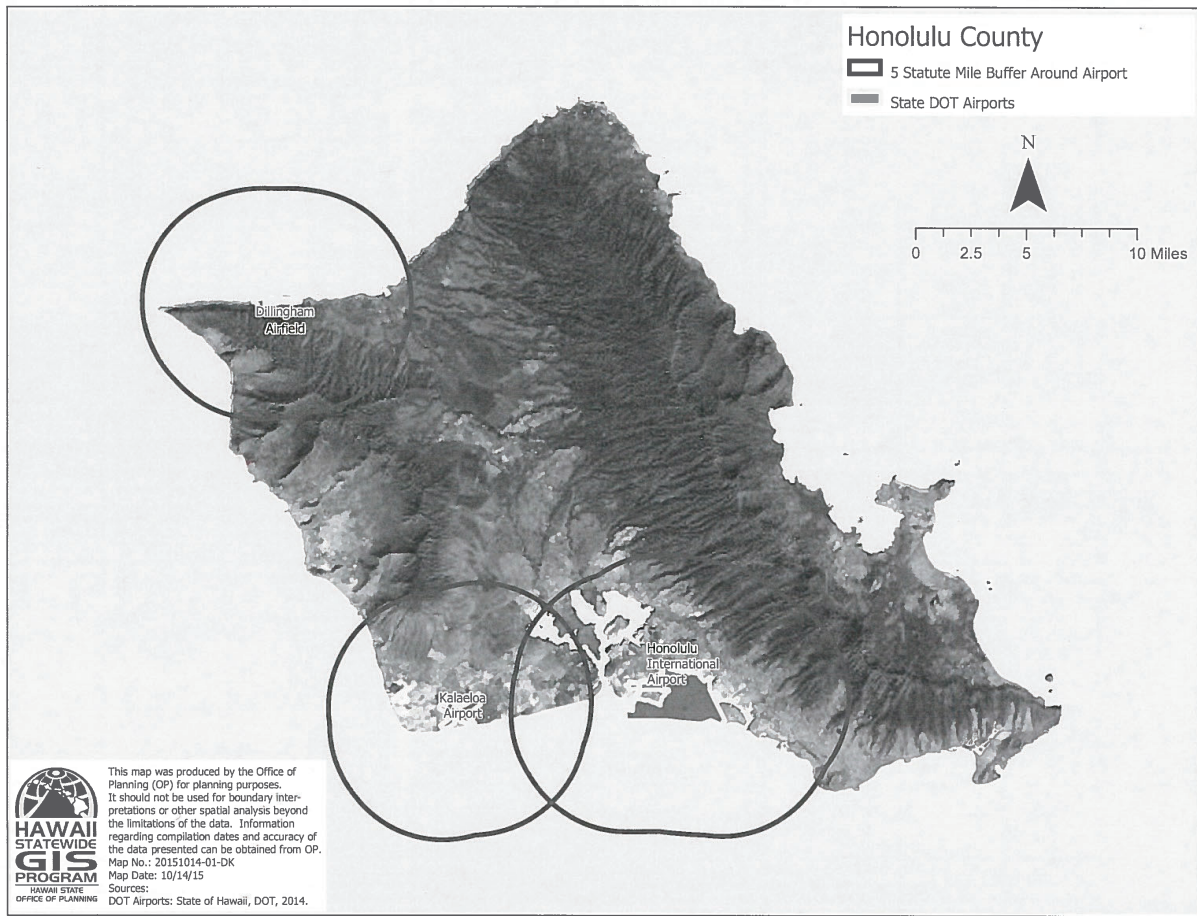 Honolulu County
5 Statute Mile Buffer Around Airport
State DOT Airports
N
0 2.5 5 10 Miles
Dillingham
Airfield
Honolulu
International
Airport
Kalaeloa
Airport
HAWAII
STATEWIDE
GIS
PROGRAM
HAWAII STATE
OFFICE OF PLANNING
This map was produced by the Office of
Planning (OP) for planning purposes.
It should not be used for boundary inter-
pretations or other spatial analysis beyond
the limitations of the data. Information
regarding compilation dates and accuracy of
the data presented can be obtained from OP.
Map No.: 20151014-01-DK
Map Date: 10/14/15
Sources:
DOT Airports: State of Hawaii, DOT, 2014.